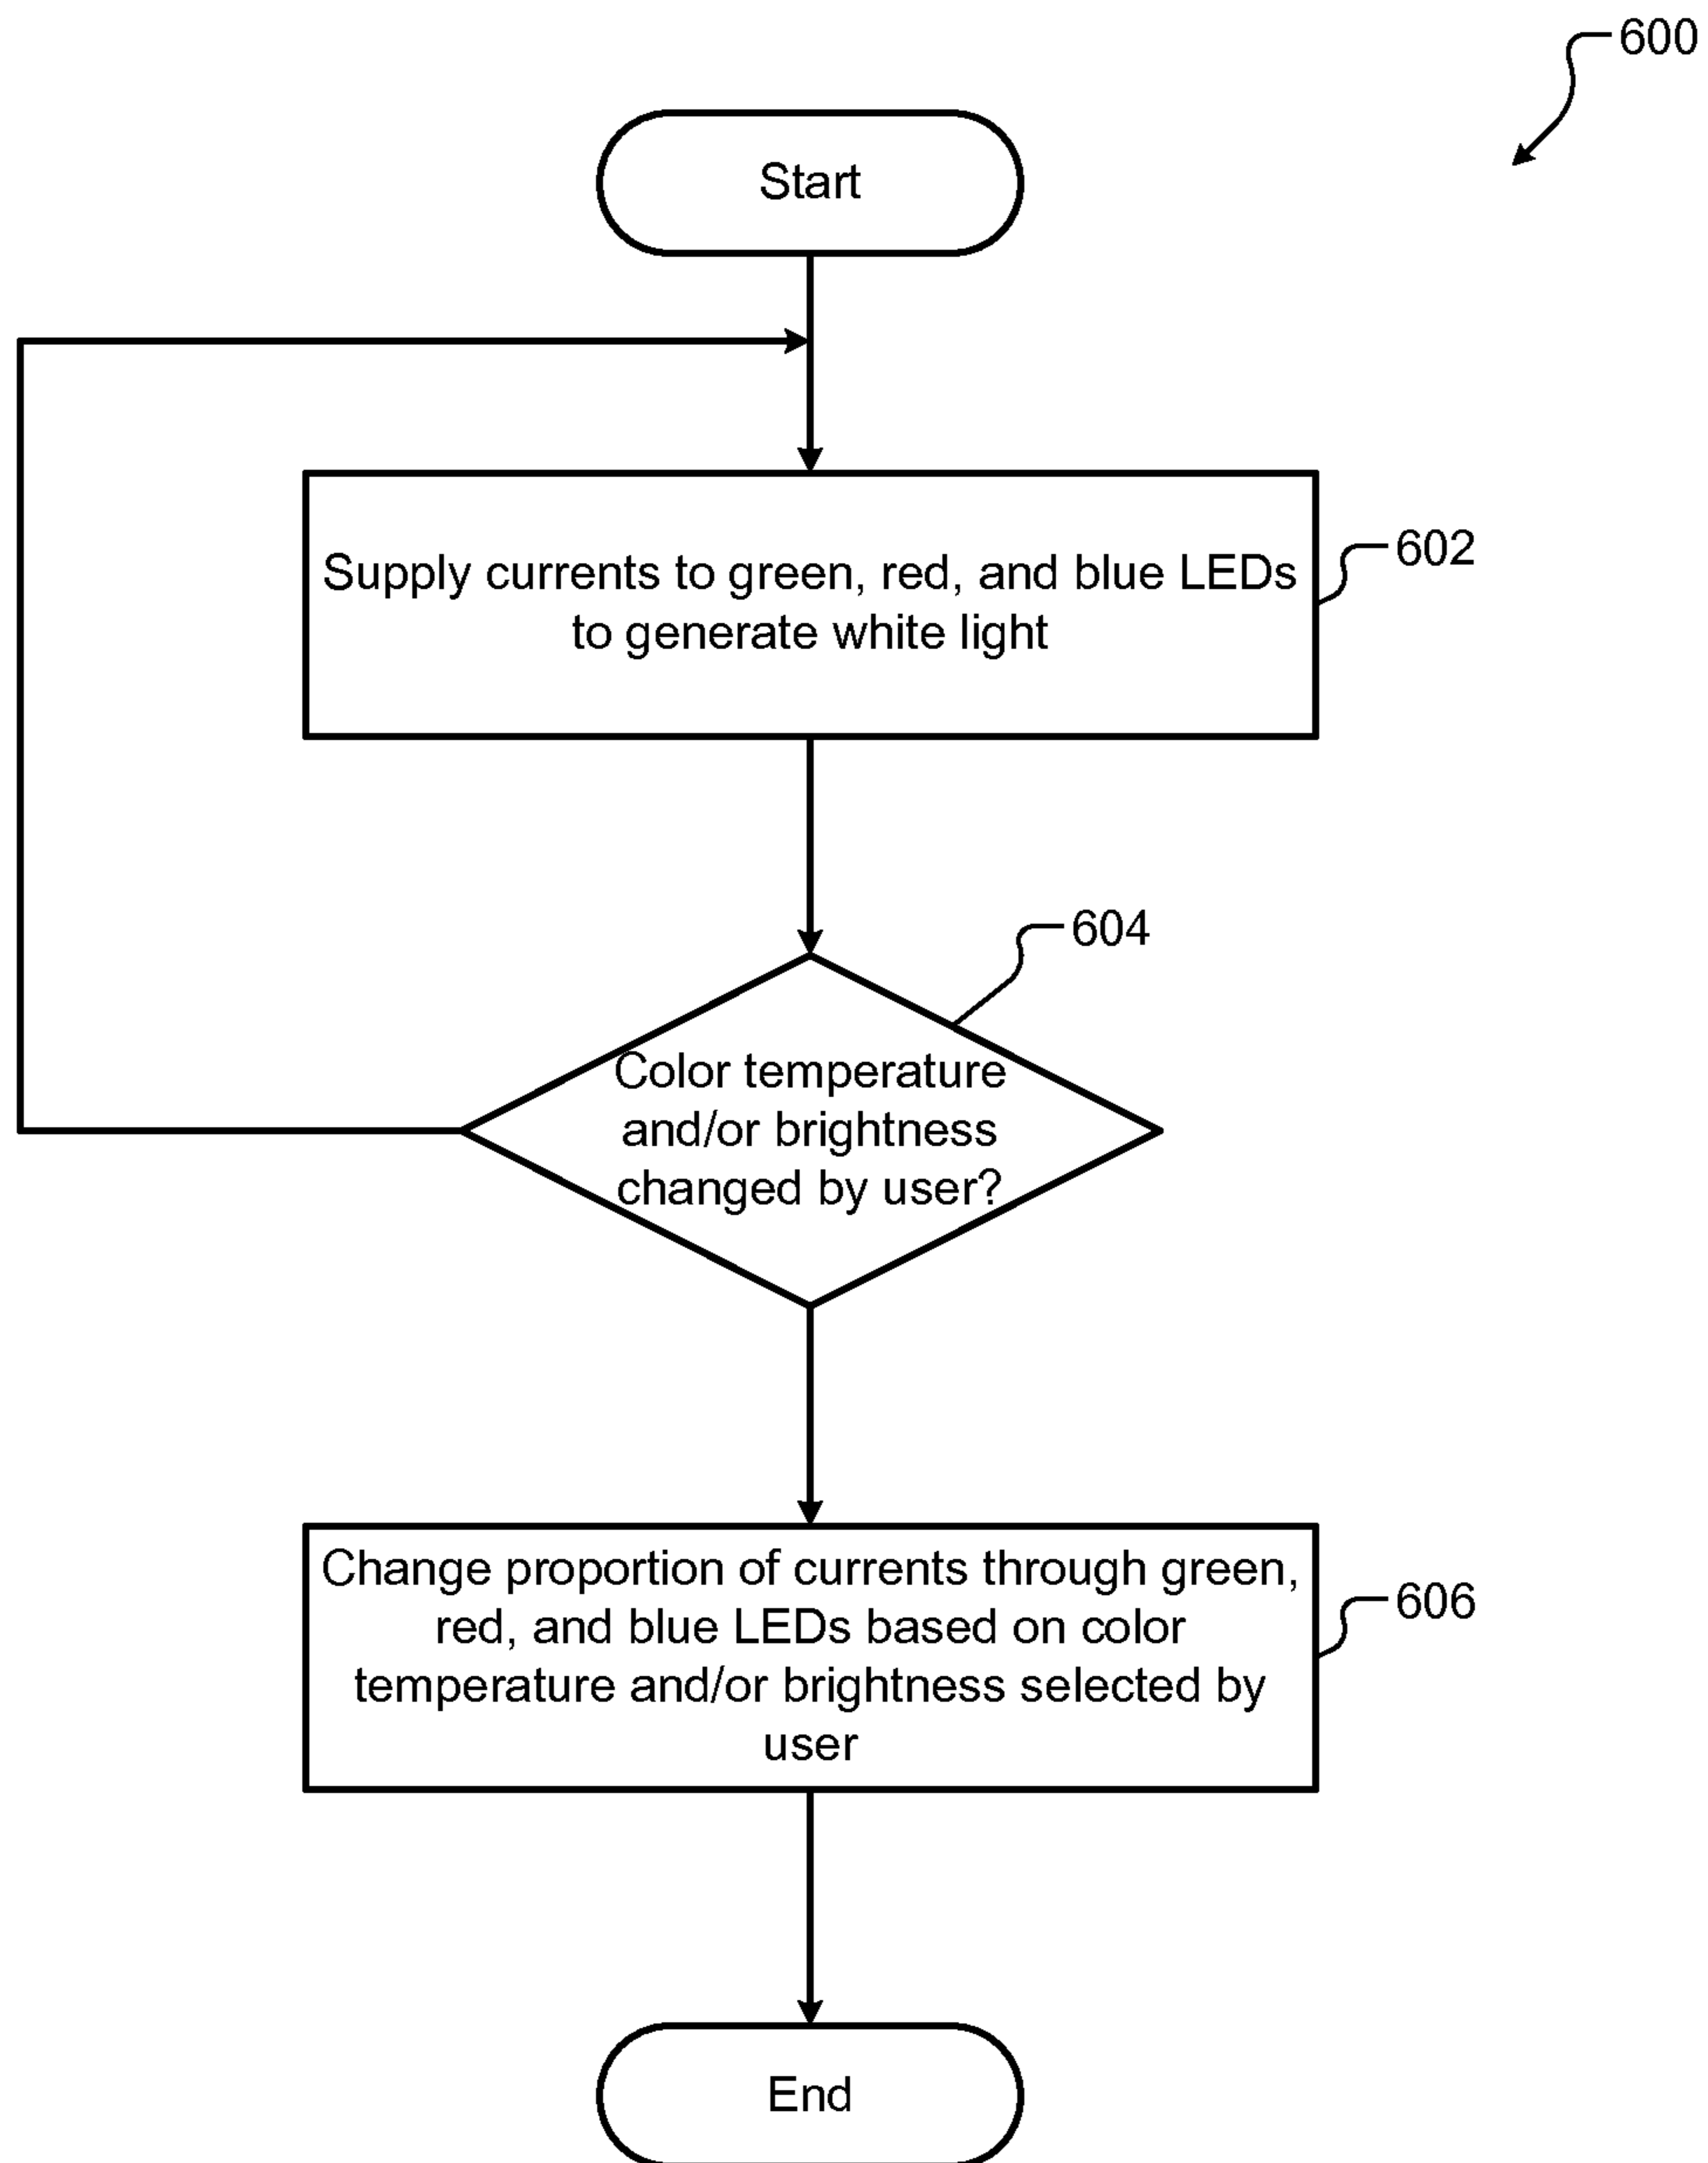 600
Start
Supply currents to green, red, and blue LEDs
to generate white light
602
604
Color temperature
and/or brightness
changed by user?
Change proportion of currents through green,
red, and blue LEDs based on color
temperature and/or brightness selected by
user
606
End